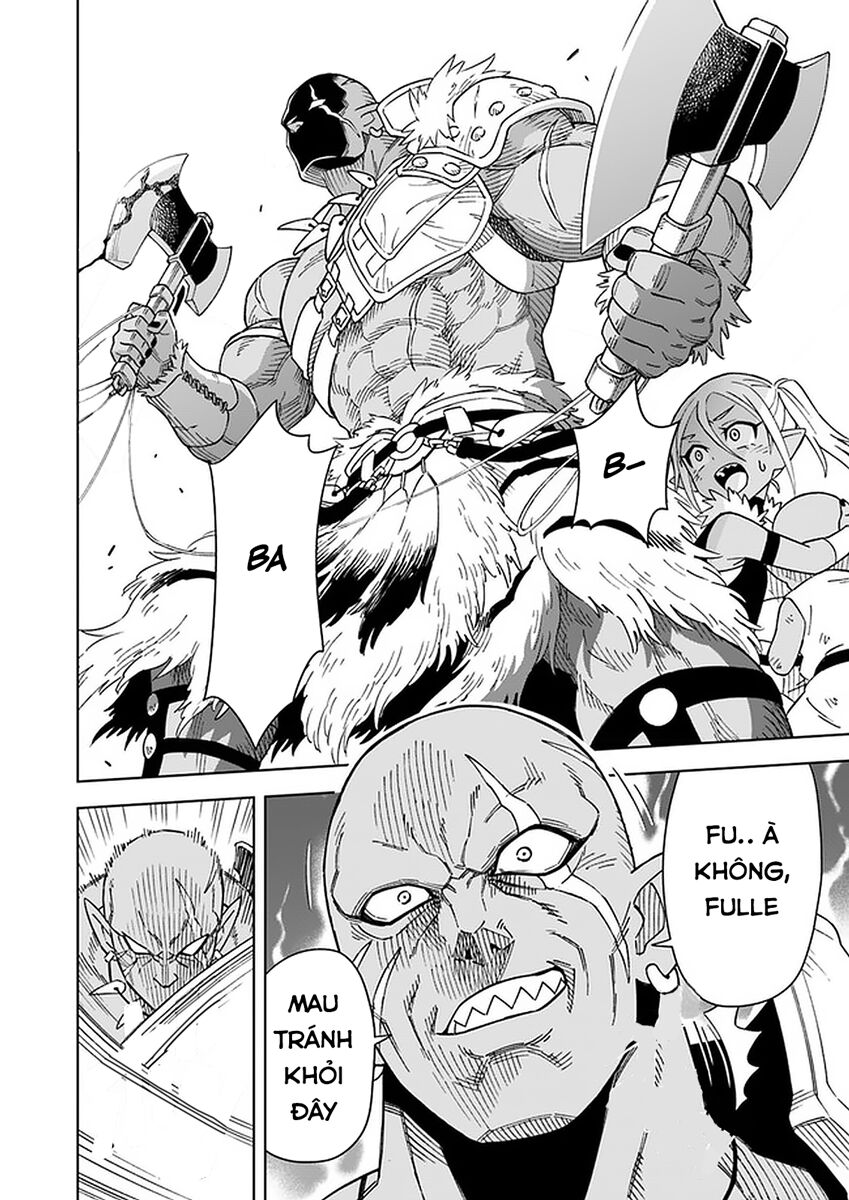 B-
BA
FU.. À
KHÔNG,
FULLE
MAU
TRÁNH
KHỎI
ĐÂY